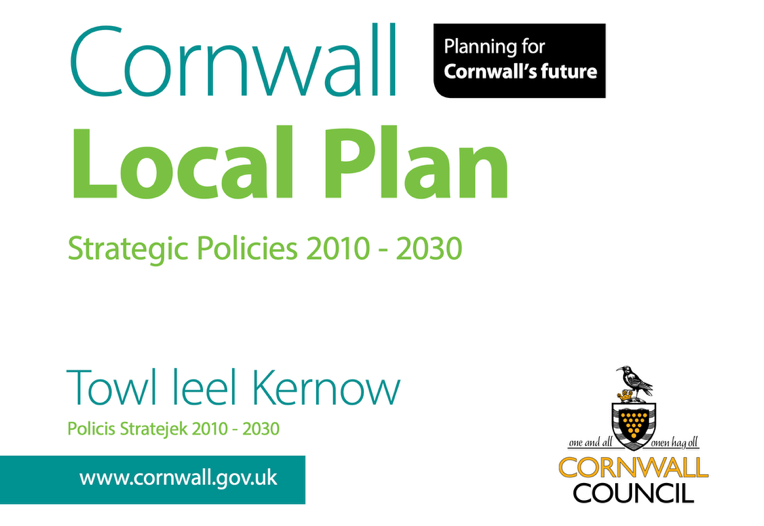 Cornwall
Planning for
Cornwall's future
Local Plan
Strategic Policies 2010 - 2030
Towl leel Kernow
Policis Stratejek 2010 - 2030
www.cornwall.gov.uk
one and all onen hag oll
CORNWALL
COUNCIL